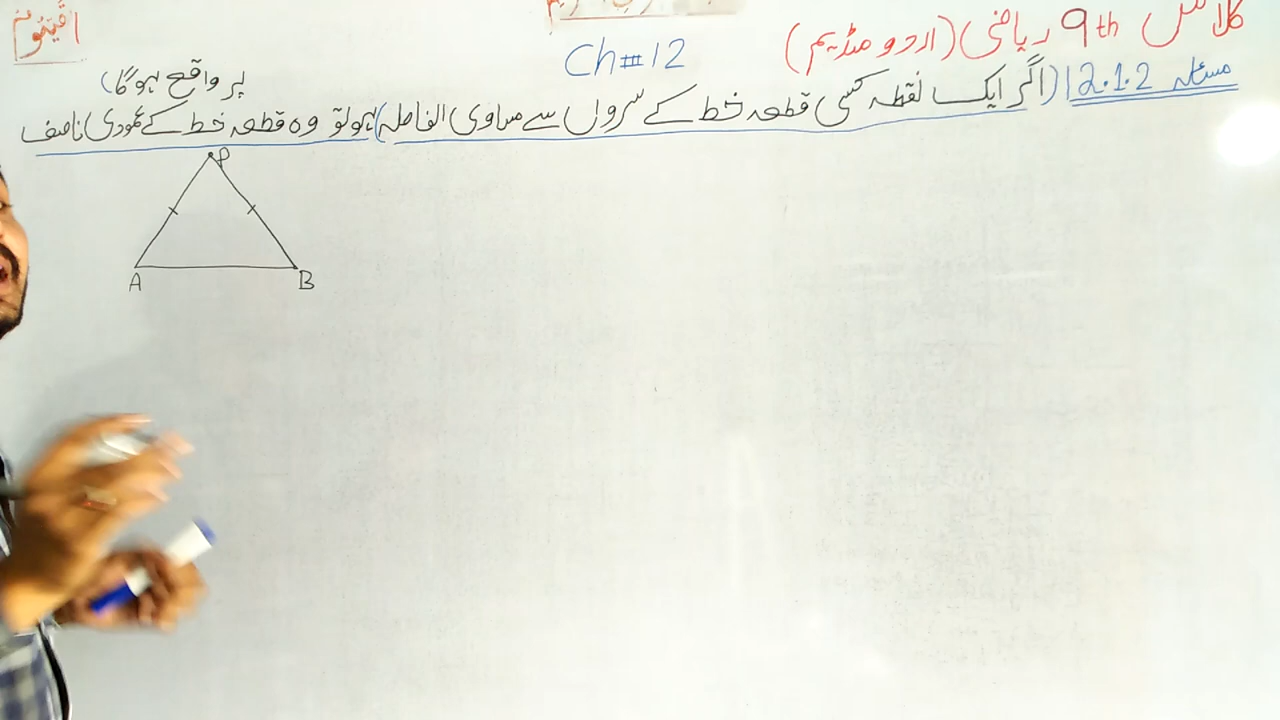 کلاس 9th ریاضی (اردو میڈیم)
Ch#12
مسئلہ 12.1.2 (اگر ایک نقطہ کسی قطعہ خط کے سروں سے مساوی الفاصلہ) ہو تو وہ قطعہ خط کے عمودی ناصف
پر واقع ہوگا)
P
A
B